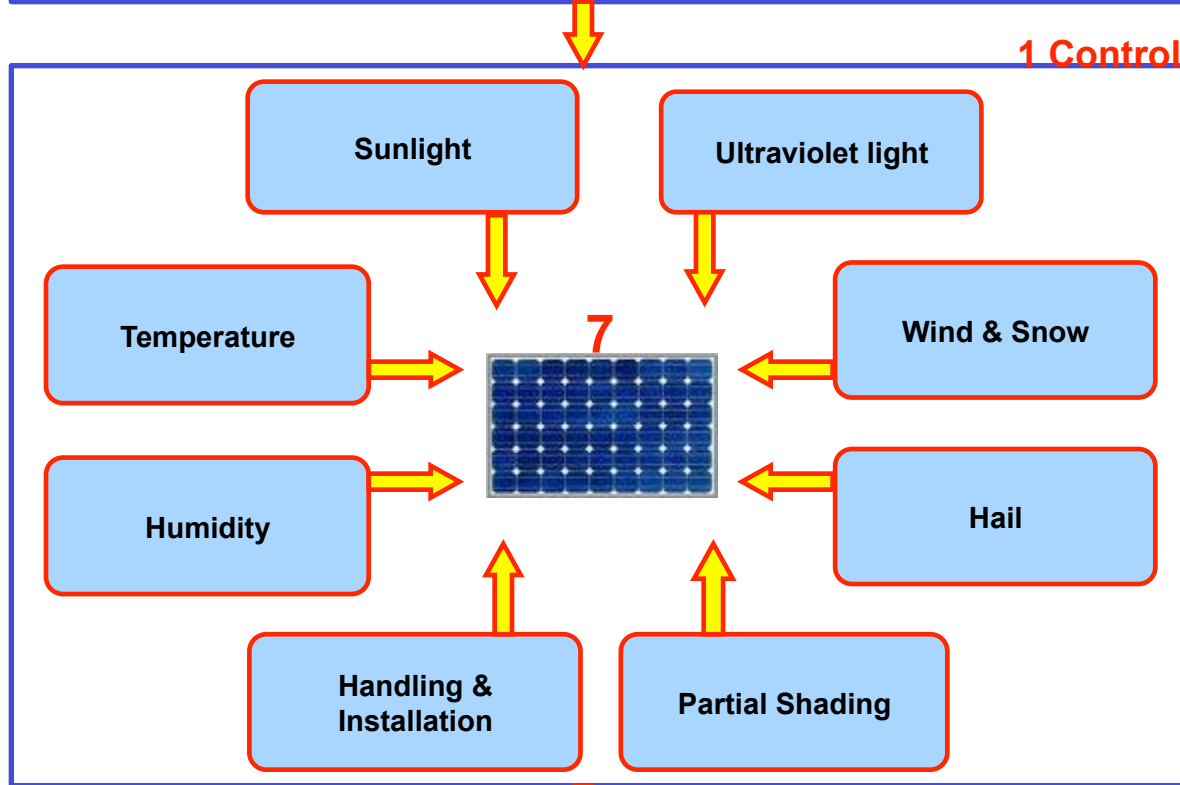 1 Control
Sunlight
Ultraviolet light
Temperature
7
Wind & Snow
Humidity
Hail
Handling &
Installation
Partial Shading